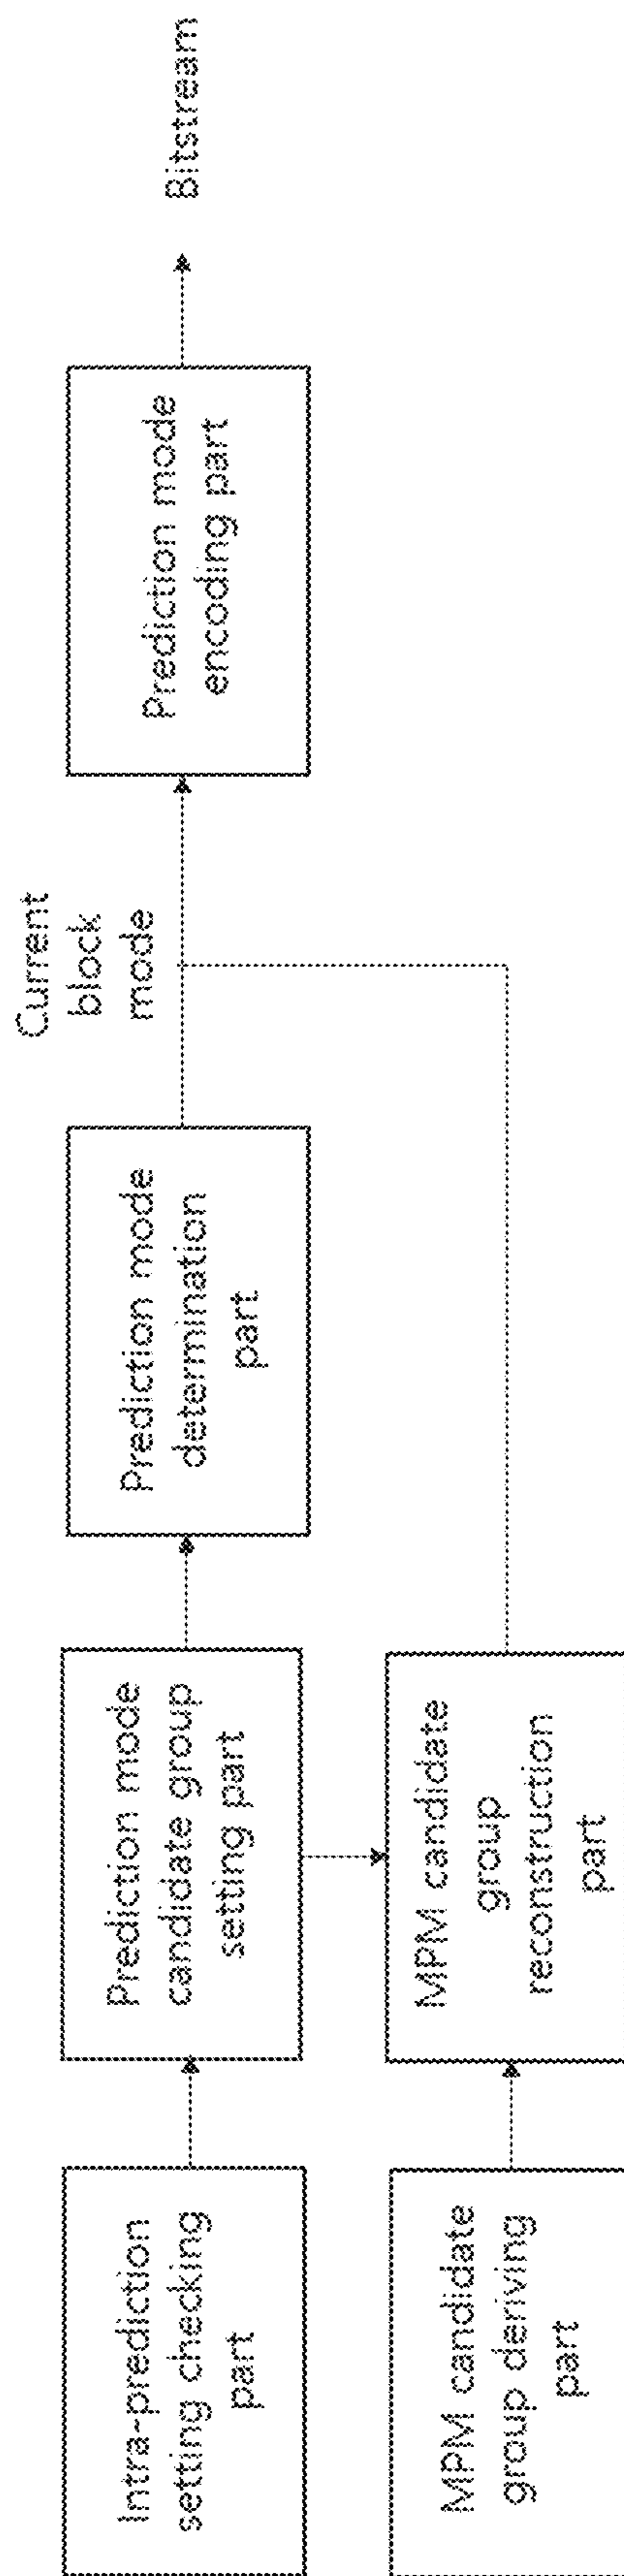 Intra-prediction
setting checking
part
Prediction mode
candidate group
setting part
Prediction mode
determination
part
Current
block
mode
Prediction mode
encoding part
Bitstream
MPM candidate
group deriving
part
MPM candidate
group
reconstruction
part